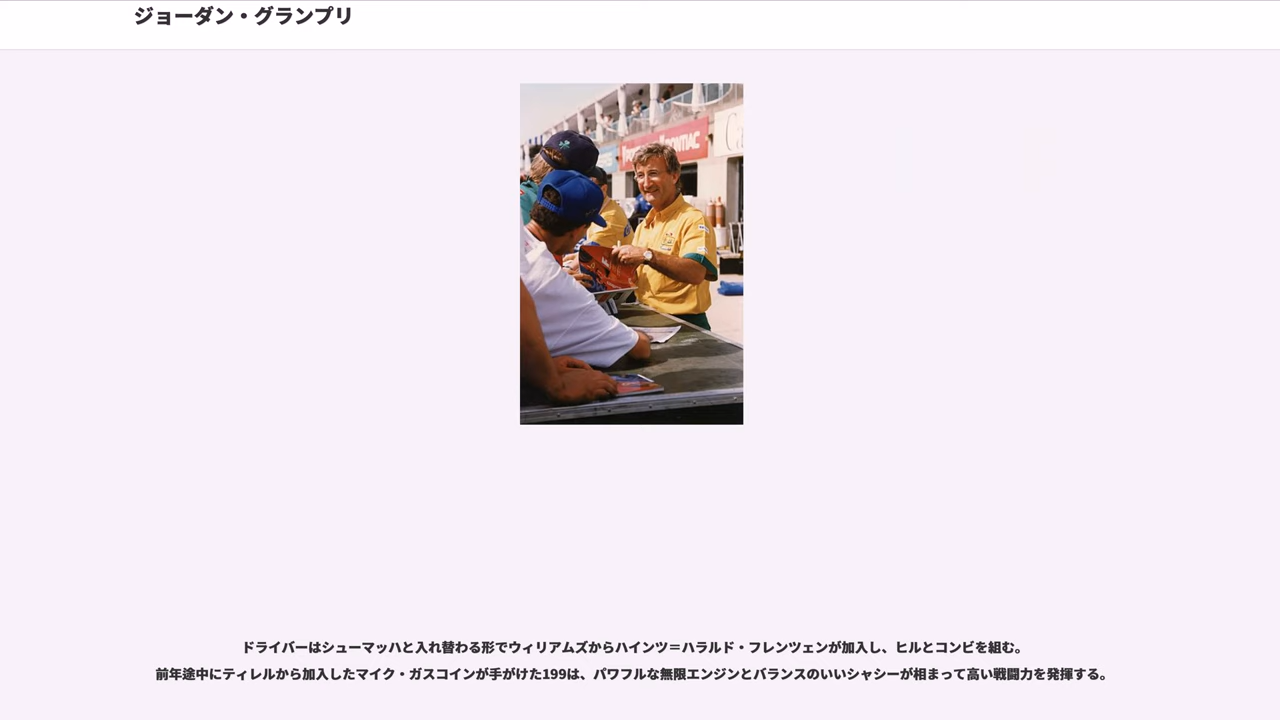 ジョーダン・グランプリ
PONTIAC
ドライバーはシューマッハと入れ替わる形でウィリアムズからハインツ＝ハラルド・フレンツェンが加入し、ヒルとコンビを組む。
前年途中にティレルから加入したマイク・ガスコインが手がけた199は、パワフルな無限エンジンとバランスのいいシャシーが相まって高い戦闘力を発揮する。